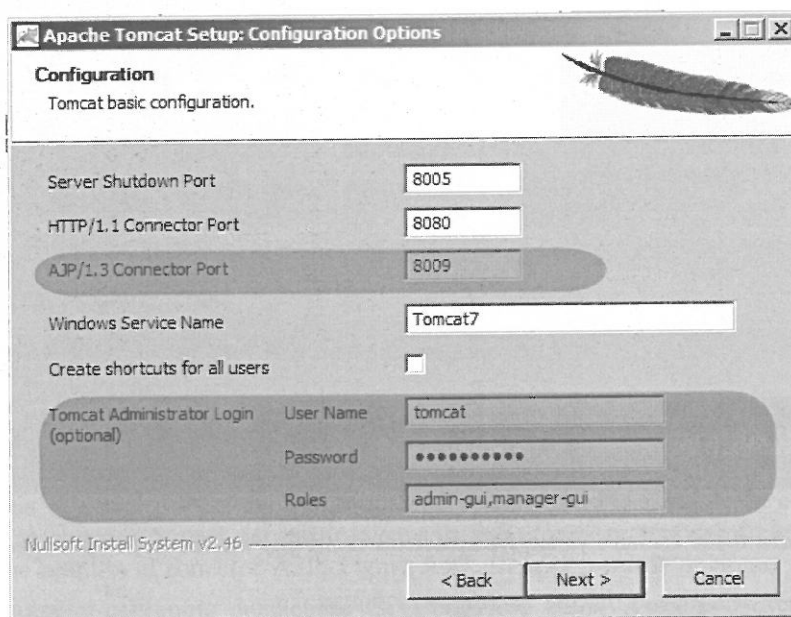 Apache Tomcat Setup: Configuration Options
Configuration
Tomcat basic configuration.
Server Shutdown Port 8005
HTTP/1.1 Connector Port 8080
AJP/1.3 Connector Port 8009
Windows Service Name Tomcat7
Create shortcuts for all users
Tomcat Administrator Login User Name tomcat
(optional)
Password ●●●●●●●●●●
Roles admin-gui,manager-gui
Nullsoft Install System v2.46
< Back Next > Cancel